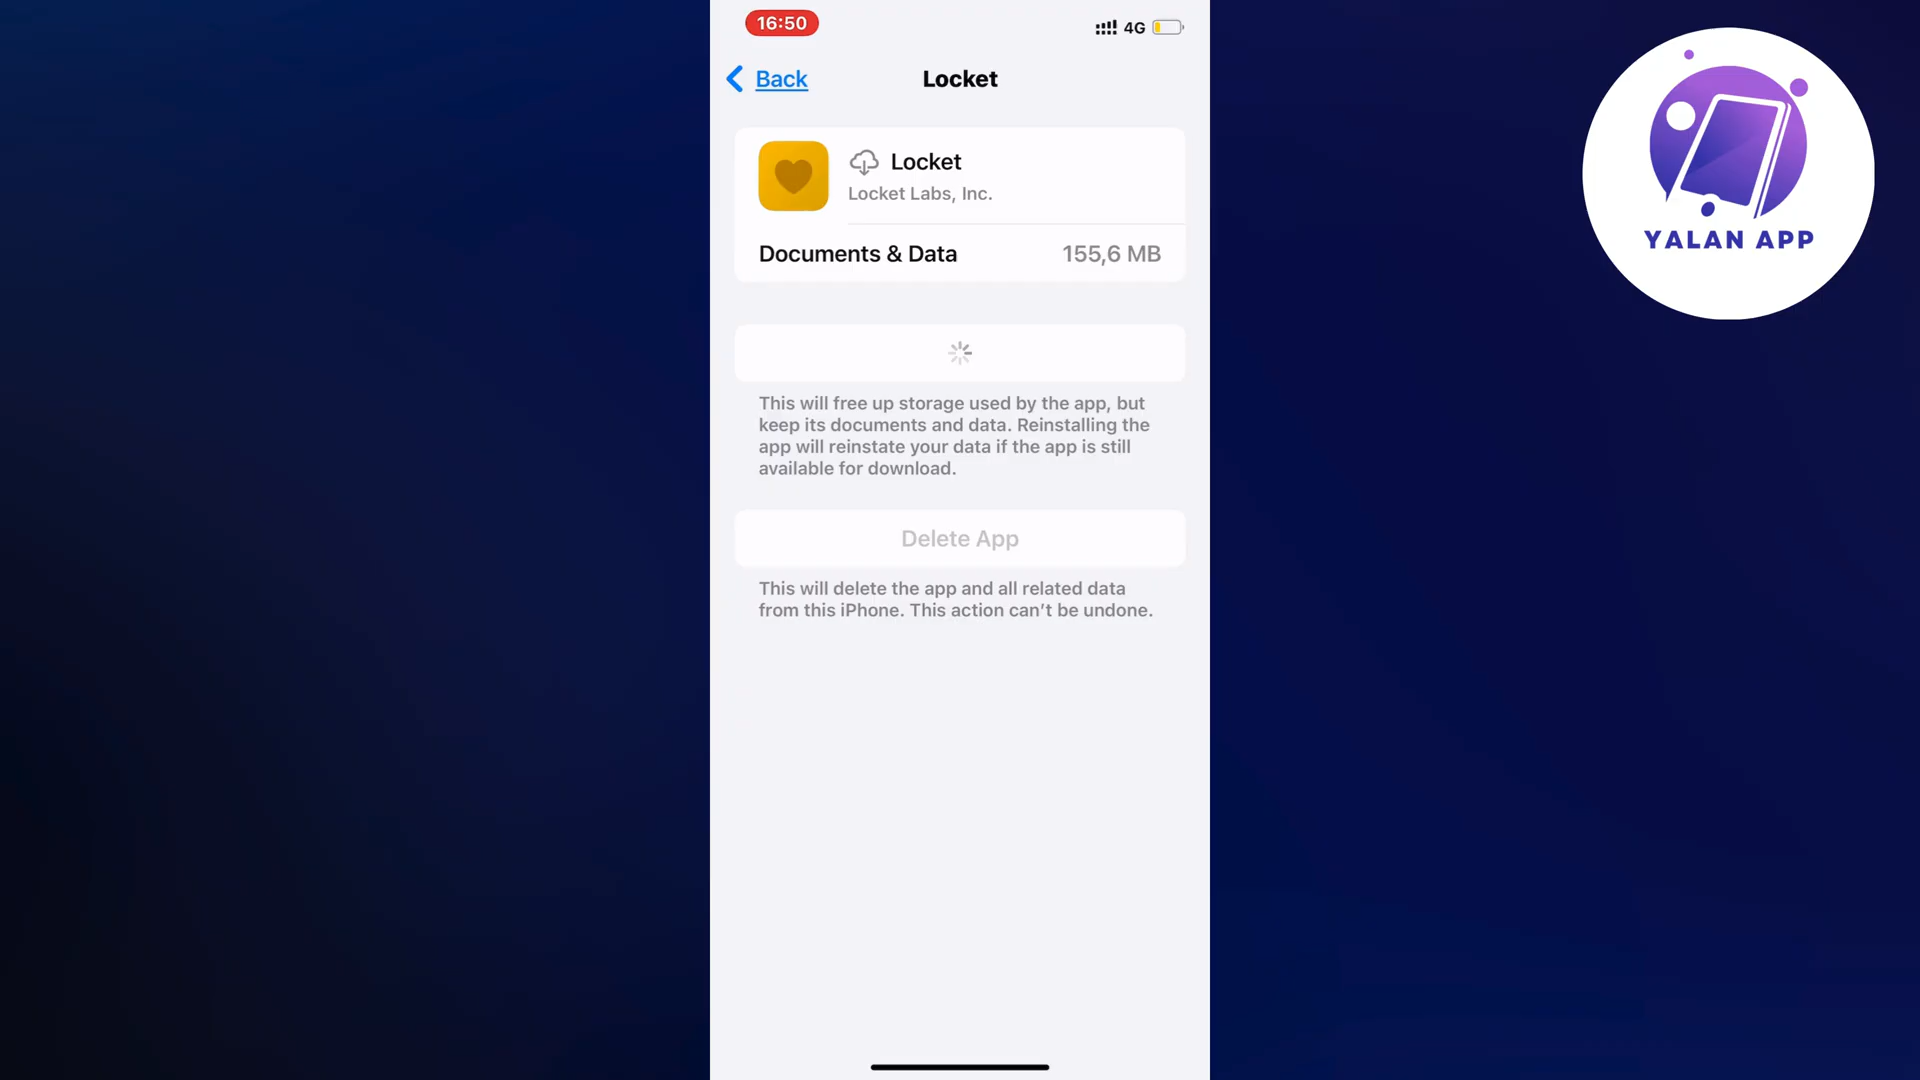 16:50
4G
Back
Locket
Locket
Locket Labs, Inc.
Documents & Data
155,6 MB
This will free up storage used by the app, but
keep its documents and data. Reinstalling the
app will reinstate your data if the app is still
available for download.
Delete App
This will delete the app and all related data
from this iPhone. This action can’t be undone.
YALAN APP